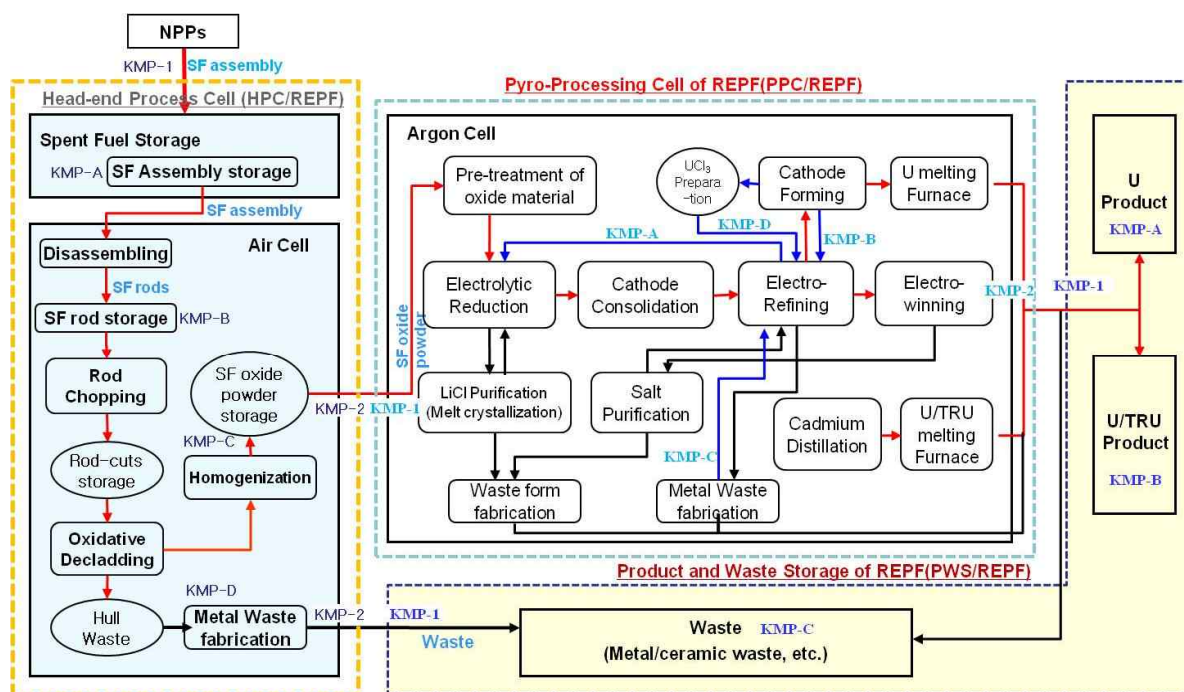 NPPs
KMP-1
SF assembly
Head-end Process Cell (HPC/REPF)
Spent Fuel Storage
KMP-A
SF Assembly storage
SF assembly
Air Cell
Disassembling
SF rods
SF rod storage
KMP-B
Rod
Chopping
SF oxide
powder
storage
KMP-C
Rod-cuts
storage
Homogenization
Oxidative
Decladding
KMP-D
Hull
Waste
Metal Waste
fabrication
KMP-2
KMP-2
Pyro-Processing Cell of REPF(PPC/REPF)
Argon Cell
Pre-treatment of
oxide material
UCl₃
Prepara
-tion
Cathode
Forming
U melting
Furnace
KMP-A
KMP-D
KMP-B
Electrolytic
Reduction
Cathode
Consolidation
Electro-
Refining
Electro-
winning
KMP-2
SF oxide
powder
KMP-1
LiCl Purification
(Melt crystallization)
Salt
Purification
KMP-C
Cadmium
Distillation
U/TRU
melting
Furnace
Waste form
fabrication
Metal Waste
fabrication
U
Product
KMP-A
KMP-1
U/TRU
Product
KMP-B
Product and Waste Storage of REPF(PWS/REPF)
KMP-1
Waste
Waste KMP-C
(Metal/ceramic waste, etc.)